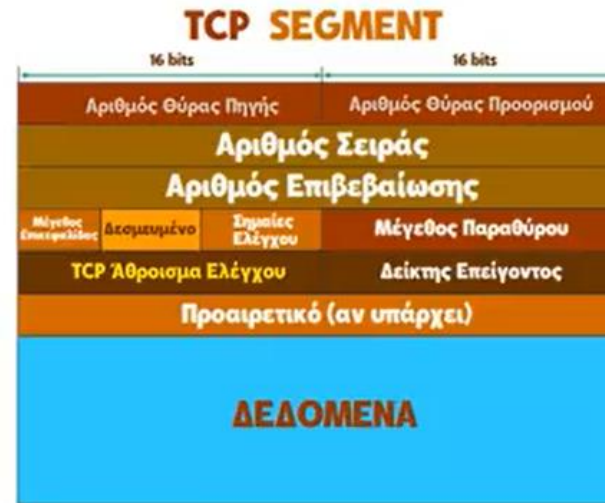 TCP SEGMENT
16 bits 16 bits
Αριθμός Θύρας Πηγής Αριθμός Θύρας Προορισμού
Αριθμός Σειράς
Αριθμός Επιβεβαίωσης
Μέγεθος Επικεφαλίδας Δεσμευμένο Σημαίες Ελέγχου Μέγεθος Παραθύρου
TCP Άθροισμα Ελέγχου Δείκτης Επείγοντος
Προαιρετικό (αν υπάρχει)
ΔΕΔΟΜΕΝΑ